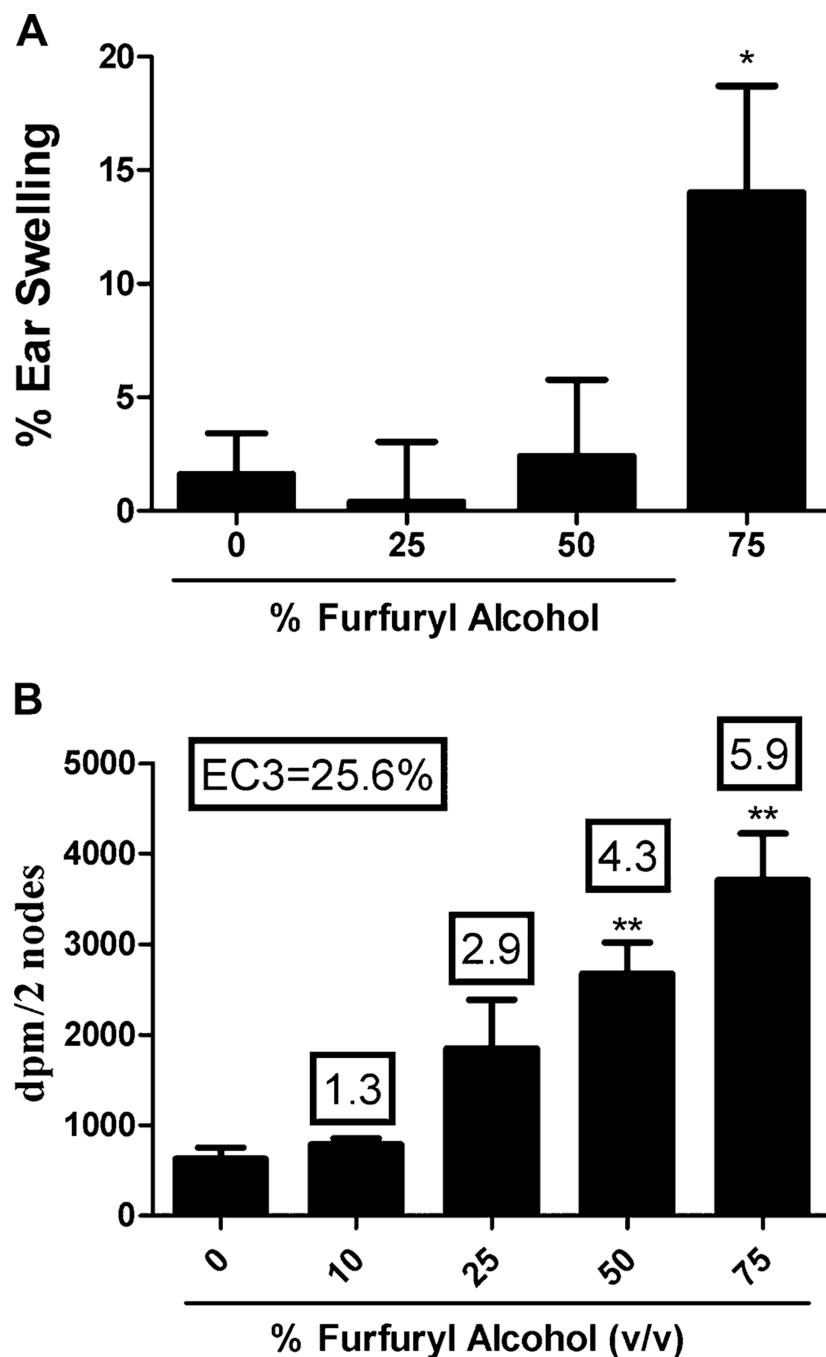 A
20
*
15
10
5
0
% Ear Swelling
0 25 50 75
% Furfuryl Alcohol
B
5000
EC3=25.6%
5.9
**
4000
4.3
**
3000
2.9
2000
1.3
1000
0
dpm/2 nodes
0 10 25 50 75
% Furfuryl Alcohol (v/v)